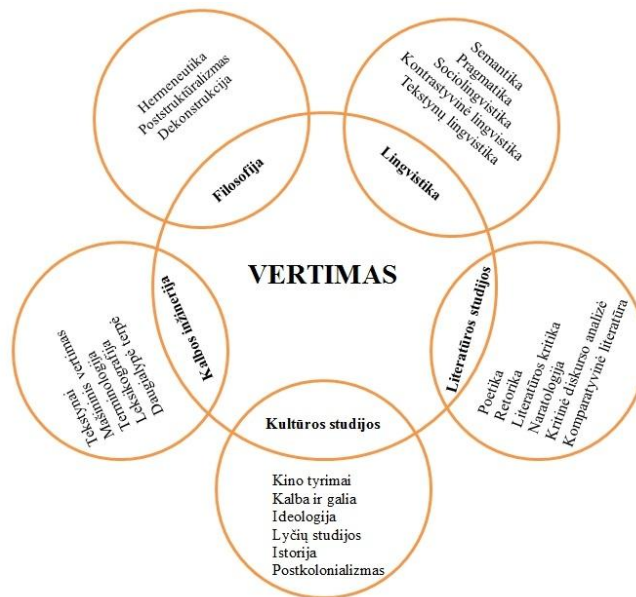 Hermeneutika
Poststruktūralizmas
Dekonstrukcija
Filosofija
Semantika
Pragmatika
Sociolingvistika
Kontrastyvinė lingvistika
Tekstynų lingvistika
Lingvistika
VERTIMAS
Kalbos inžinerija
Tekstynai
Mašininis vertimas
Terminologija
Leksikografija
Daugialypė terpė
Literatūros studijos
Poetika
Retorika
Literatūros kritika
Naratologija
Kritinė diskurso analizė
Komparatyvinė literatūra
Kultūros studijos
Kino tyrimai
Kalba ir galia
Ideologija
Lyčių studijos
Istorija
Postkolonializmas